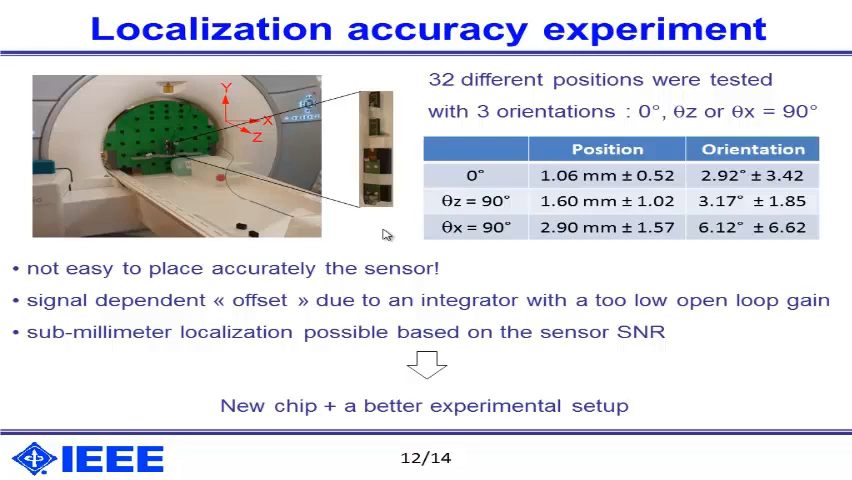 Localization accuracy experiment
Y
X
Z
32 different positions were tested
with 3 orientations : 0°, θz or θx = 90°
Position Orientation
0° 1.06 mm ± 0.52 2.92° ± 3.42
θz = 90° 1.60 mm ± 1.02 3.17° ± 1.85
θx = 90° 2.90 mm ± 1.57 6.12° ± 6.62
• not easy to place accurately the sensor!
• signal dependent « offset » due to an integrator with a too low open loop gain
• sub-millimeter localization possible based on the sensor SNR
New chip + a better experimental setup
IEEE
12/14